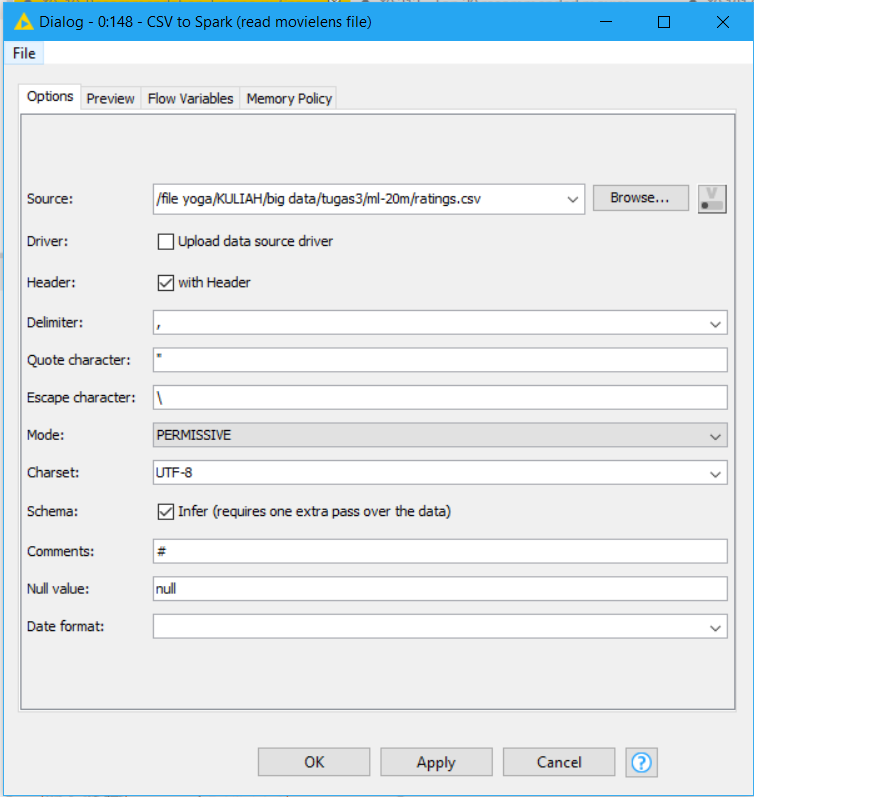 Dialog - 0:148 - CSV to Spark (read movielens file)
File
Options Preview Flow Variables Memory Policy
Source: /file yoga/KULIAH/big data/tugas3/ml-20m/ratings.csv Browse... V
Driver: Upload data source driver
Header: with Header
Delimiter: ,
Quote character: "
Escape character: \
Mode: PERMISSIVE
Charset: UTF-8
Schema: Infer (requires one extra pass over the data)
Comments: #
Null value: null
Date format:
OK Apply Cancel ?